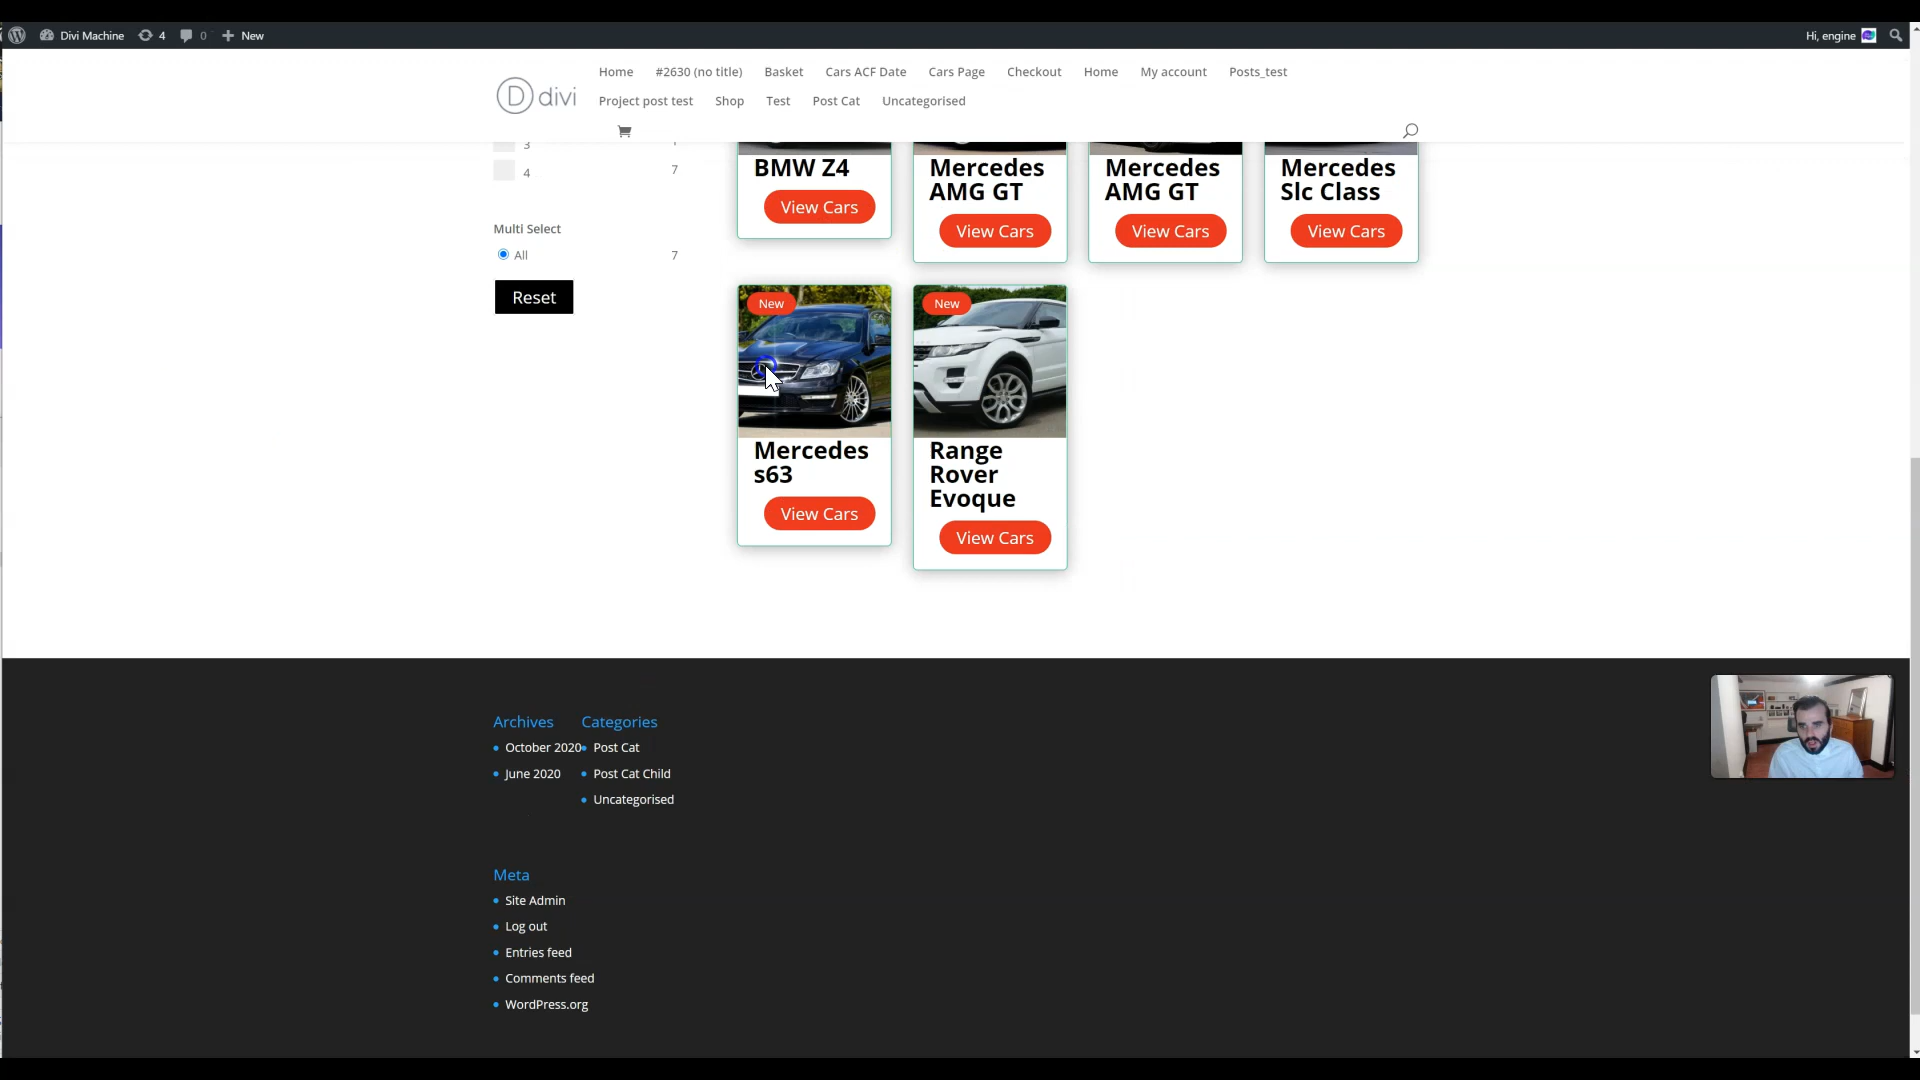 Divi Machine
4
0
New
Hi, engine
D divi
Home
#2630 (no title)
Basket
Cars ACF Date
Cars Page
Checkout
Home
My account
Posts_test
Project post test
Shop
Test
Post Cat
Uncategorised
3
4
7
Multi Select
All
7
Reset
BMW Z4
View Cars
Mercedes
AMG GT
View Cars
Mercedes
AMG GT
View Cars
Mercedes
Slc Class
View Cars
New
Mercedes
s63
View Cars
New
Range
Rover
Evoque
View Cars
Archives
October 2020
June 2020
Categories
Post Cat
Post Cat Child
Uncategorised
Meta
Site Admin
Log out
Entries feed
Comments feed
WordPress.org